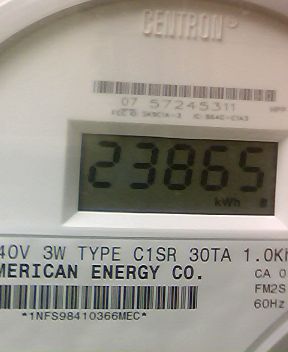 CENTRON
07 57245311
23865
kWh
40V 3W TYPE C1SR 30TA 1.0Kh
MERICAN ENERGY CO.
CA 0
FM2S
60Hz
*1NFS98410366MEC*